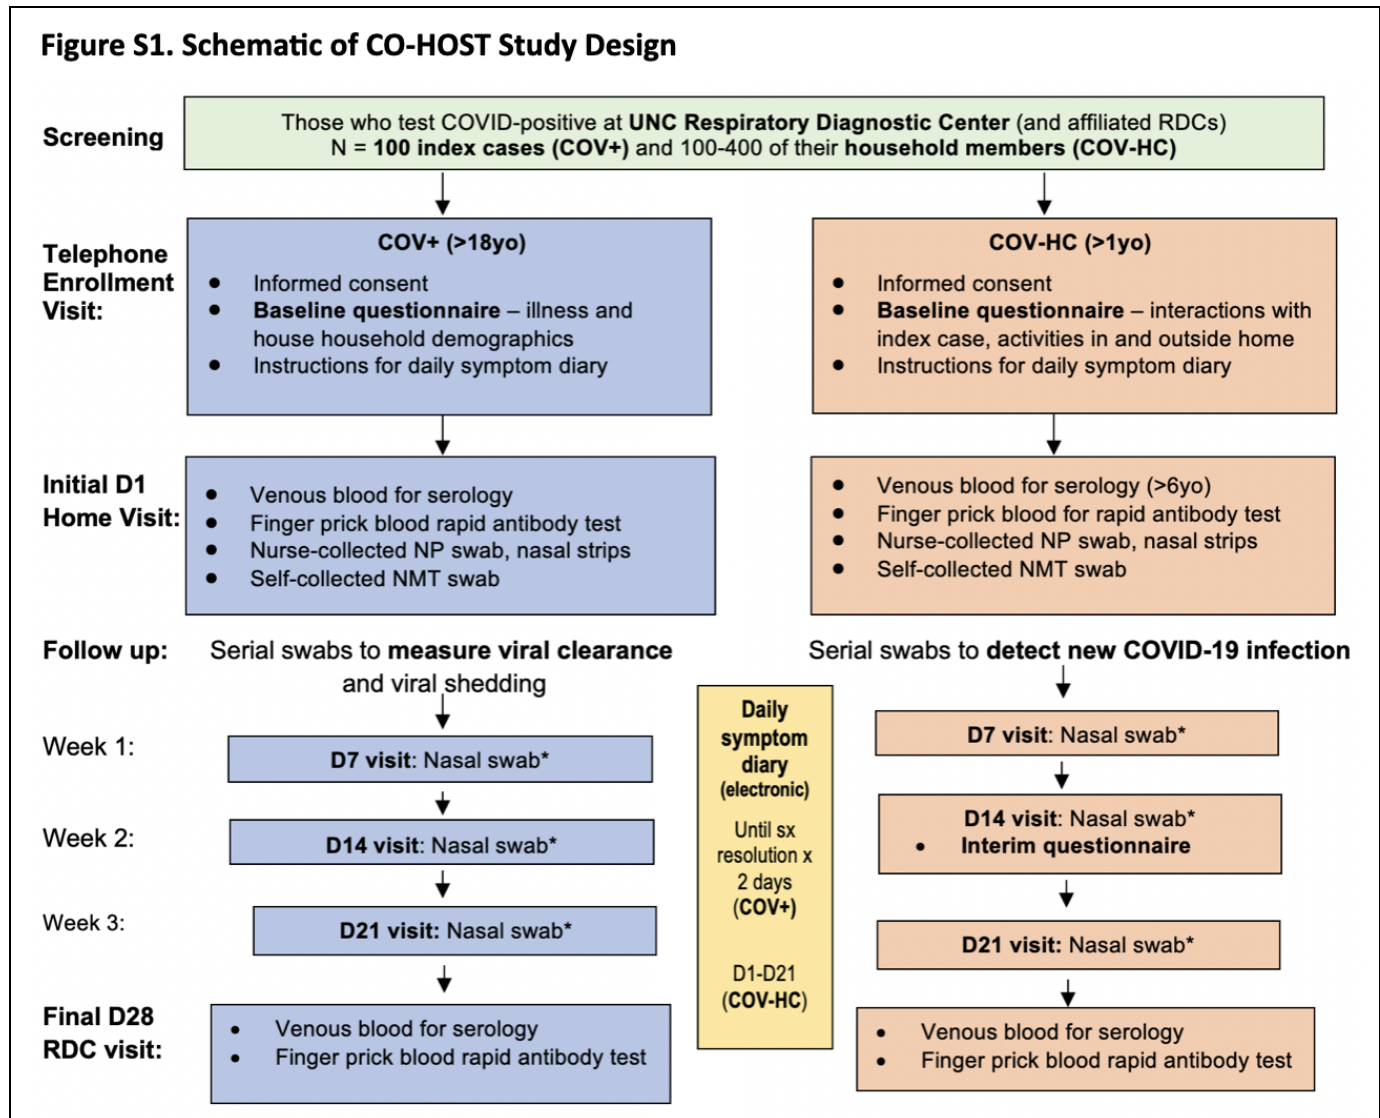 Figure S1. Schematic of CO-HOST Study Design
Screening
Those who test COVID-positive at UNC Respiratory Diagnostic Center (and affiliated RDCs)
N = 100 index cases (COV+) and 100-400 of their household members (COV-HC)
Telephone
Enrollment
Visit:
COV+ (>18yo)
● Informed consent
● Baseline questionnaire – illness and
house household demographics
● Instructions for daily symptom diary
COV-HC (>1yo)
● Informed consent
● Baseline questionnaire – interactions with
index case, activities in and outside home
● Instructions for daily symptom diary
Initial D1
Home Visit:
● Venous blood for serology
● Finger prick blood rapid antibody test
● Nurse-collected NP swab, nasal strips
● Self-collected NMT swab
● Venous blood for serology (>6yo)
● Finger prick blood for rapid antibody test
● Nurse-collected NP swab, nasal strips
● Self-collected NMT swab
Follow up:
Serial swabs to measure viral clearance
and viral shedding
Serial swabs to detect new COVID-19 infection
Week 1:
D7 visit: Nasal swab*
D7 visit: Nasal swab*
Week 2:
D14 visit: Nasal swab*
D14 visit: Nasal swab*
• Interim questionnaire
Week 3:
D21 visit: Nasal swab*
D21 visit: Nasal swab*
Daily
symptom
diary
(electronic)
Until sx
resolution x
2 days
(COV+)
D1-D21
(COV-HC)
Final D28
RDC visit:
• Venous blood for serology
• Finger prick blood rapid antibody test
• Venous blood for serology
• Finger prick blood rapid antibody test